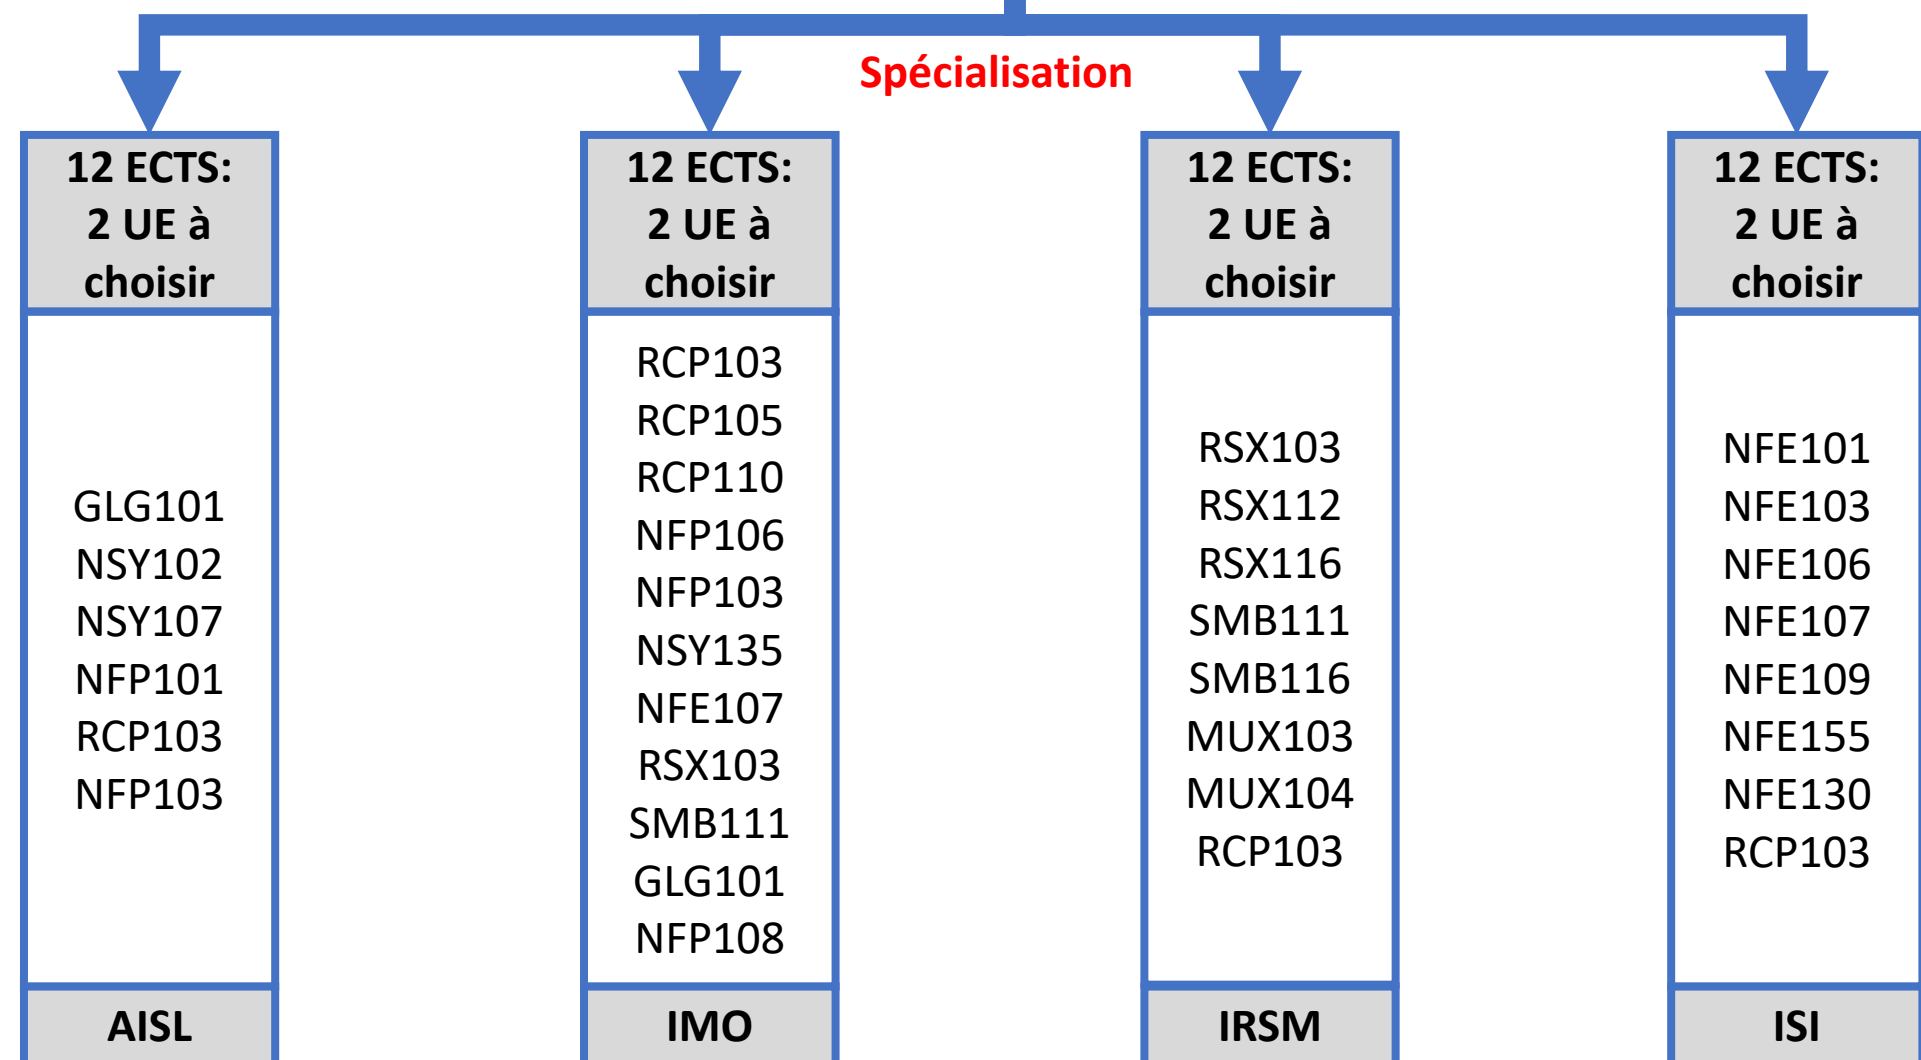 Spécialisation
12 ECTS:
2 UE à
choisir
GLG101
NSY102
NSY107
NFP101
RCP103
NFP103
AISL
12 ECTS:
2 UE à
choisir
RCP103
RCP105
RCP110
NFP106
NFP103
NSY135
NFE107
RSX103
SMB111
GLG101
NFP108
IMO
12 ECTS:
2 UE à
choisir
RSX103
RSX112
RSX116
SMB111
SMB116
MUX103
MUX104
RCP103
IRSM
12 ECTS:
2 UE à
choisir
NFE101
NFE103
NFE106
NFE107
NFE109
NFE155
NFE130
RCP103
ISI